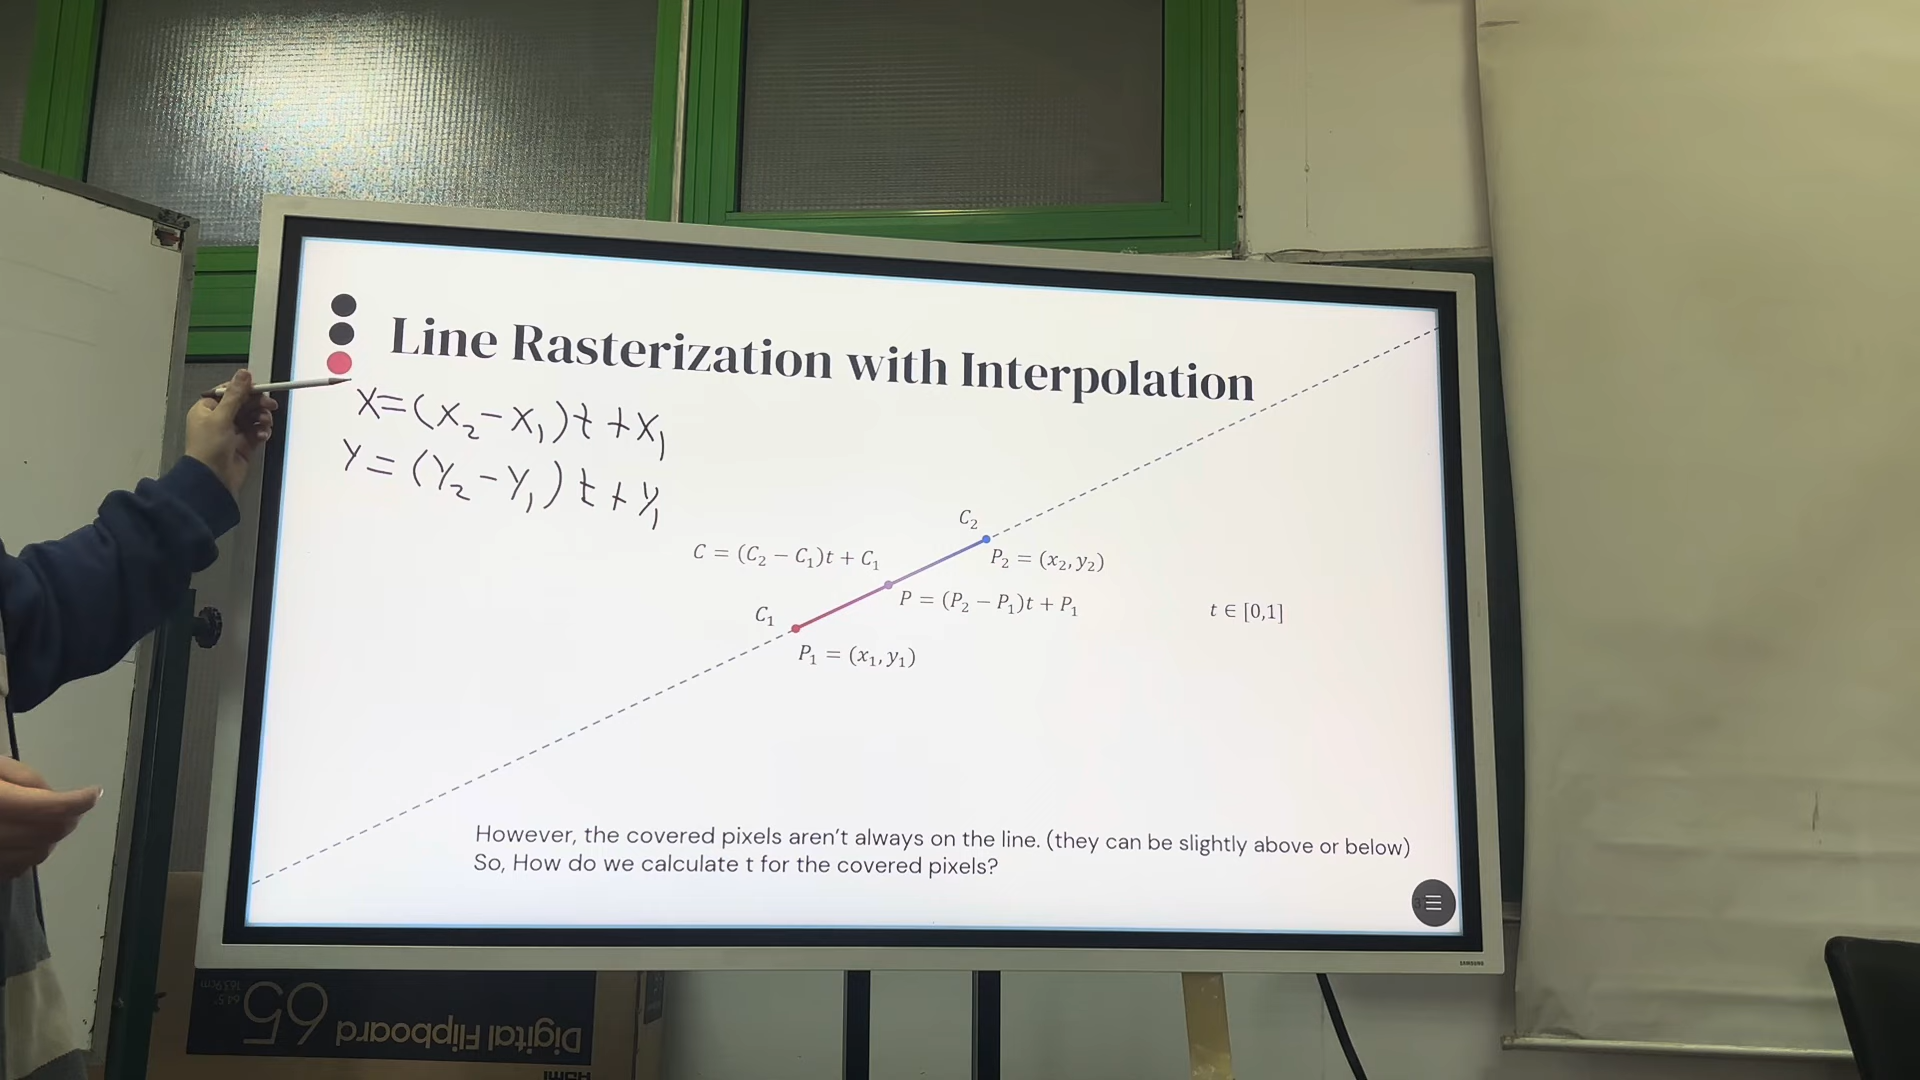 Line Rasterization with Interpolation
X=(X₂-X₁)t+X₁
Y=(Y₂-Y₁)t+Y₁
C₂
C = (C₂ − C₁)t + C₁
P₂ = (x₂, y₂)
P = (P₂ − P₁)t + P₁
t ∈ [0,1]
C₁
P₁ = (x₁, y₁)
However, the covered pixels aren't always on the line. (they can be slightly above or below)
So, How do we calculate t for the covered pixels?
3
SAMSUNG
65
Digital Flipboard
HDMI